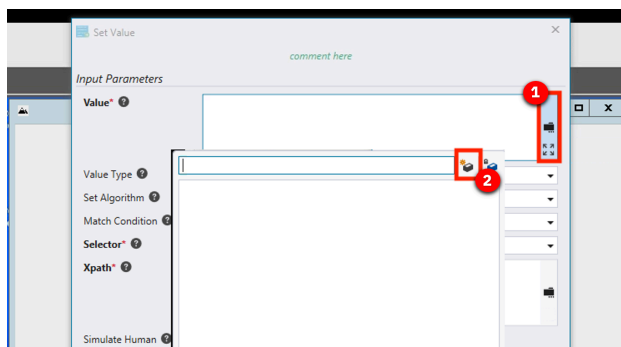 Set Value
comment here
Input Parameters
1
Value* ?
x
2
Value Type ?
Set Algorithm ?
Match Condition ?
Selector* ?
Xpath* ?
Simulate Human ?